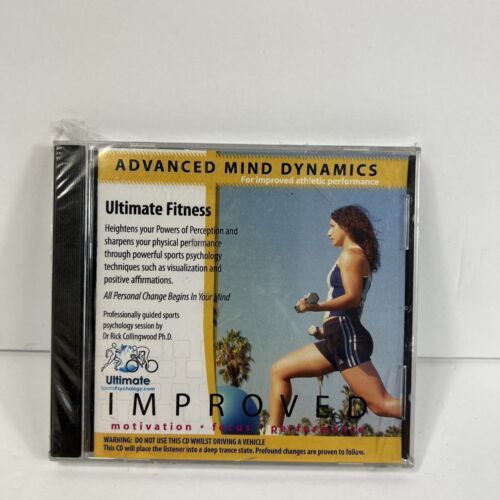 ADVANCED MIND DYNAMICS
For improved athletic performance
Ultimate Fitness
Heightens your Powers of Perception and
sharpens your physical performance
through powerful sports psychology
techniques such as visualization and
positive affirmations.
All Personal Change Begins In Your Mind
Professionally guided sports
psychology session by
Dr Rick Collingwood Ph.D.
Ultimate
SportsPsychology.com
IMPROVED
motivation • focus • performance
WARNING: DO NOT USE THIS CD WHILST DRIVING A VEHICLE
This CD will place the listener into a deep trance state. Profound changes are proven to follow.